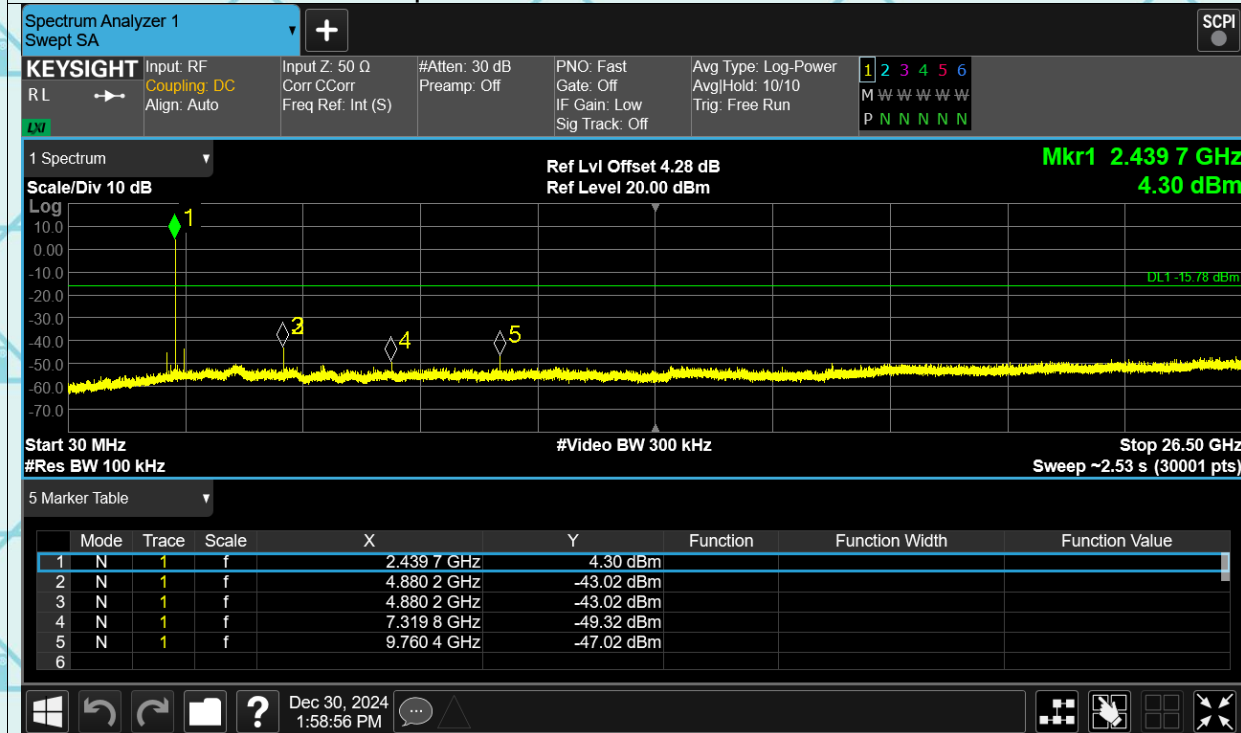 Spectrum Analyzer 1
Swept SA
+
SCPI
KEYSIGHT
RL
LXI
Input: RF
Coupling: DC
Align: Auto
Input Z: 50 Ω
Corr CCorr
Freq Ref: Int (S)
#Atten: 30 dB
Preamp: Off
PNO: Fast
Gate: Off
IF Gain: Low
Sig Track: Off
Avg Type: Log-Power
Avg|Hold: 10/10
Trig: Free Run
1 2 3 4 5 6
M W W W W W W
P N N N N N N
1 Spectrum
Scale/Div 10 dB
Ref Lvl Offset 4.28 dB
Ref Level 20.00 dBm
Mkr1 2.439 7 GHz
4.30 dBm
Log
10.0
0.00
-10.0
-20.0
-30.0
-40.0
-50.0
-60.0
-70.0
1
4
5
DL1 -15.78 dBm
Start 30 MHz
#Res BW 100 kHz
#Video BW 300 kHz
Stop 26.50 GHz
Sweep ~2.53 s (30001 pts)
5 Marker Table
Mode Trace Scale X Y Function Function Width Function Value
1 N 1 f 2.439 7 GHz 4.30 dBm
2 N 1 f 4.880 2 GHz -43.02 dBm
3 N 1 f 4.880 2 GHz -43.02 dBm
4 N 1 f 7.319 8 GHz -49.32 dBm
5 N 1 f 9.760 4 GHz -47.02 dBm
6
?
Dec 30, 2024
1:58:56 PM